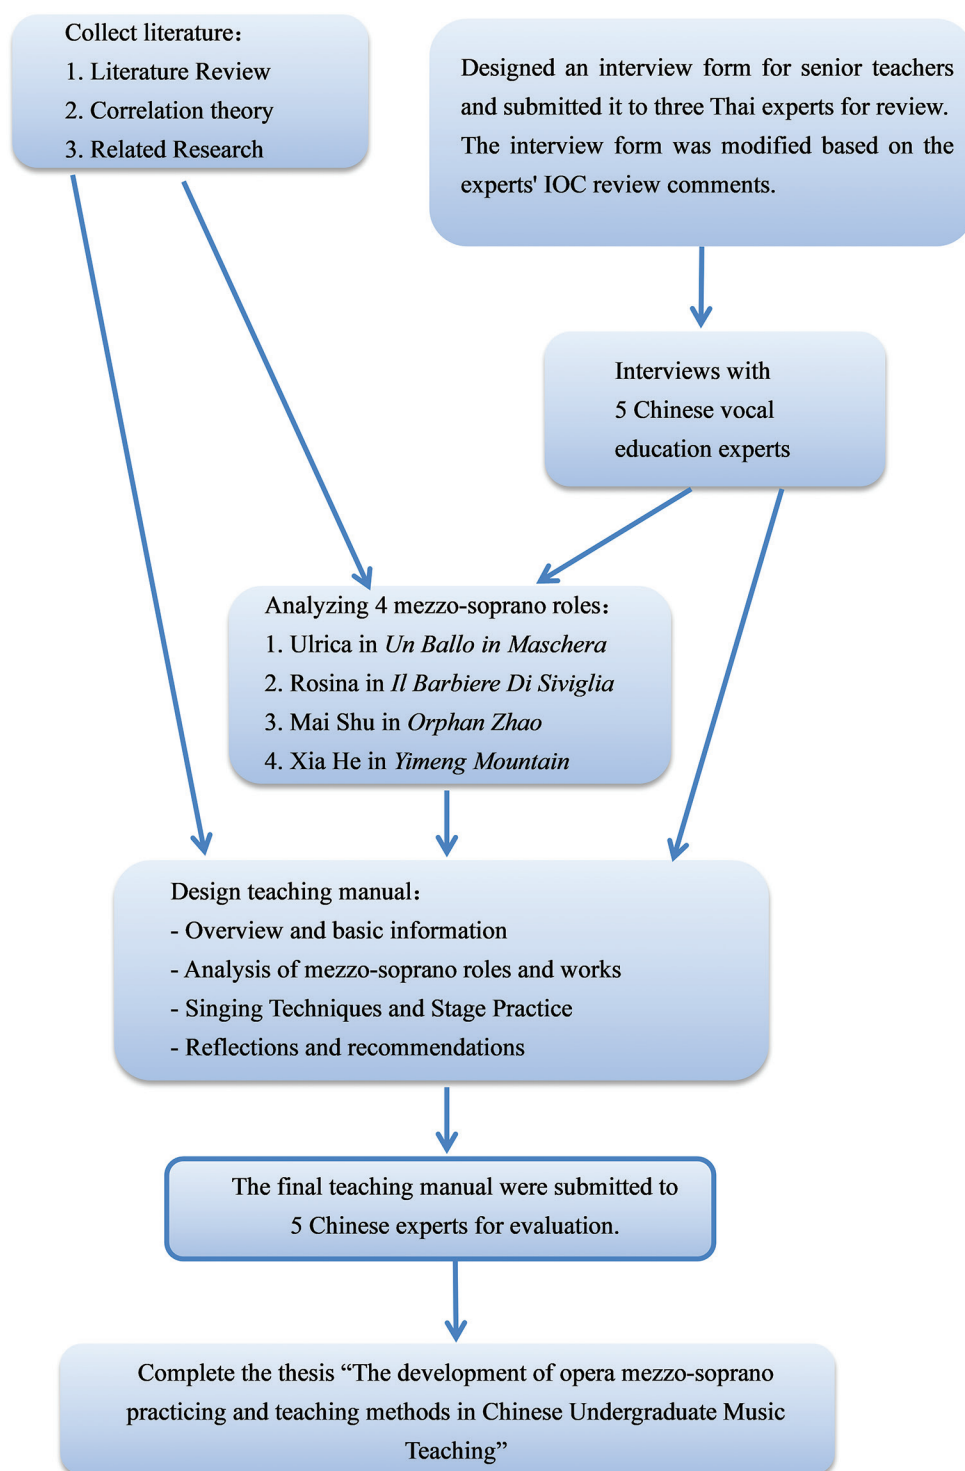 Collect literature：
1. Literature Review
2. Correlation theory
3. Related Research
Designed an interview form for senior teachers
and submitted it to three Thai experts for review.
The interview form was modified based on the
experts' IOC review comments.
Interviews with
5 Chinese vocal
education experts
Analyzing 4 mezzo-soprano roles：
1. Ulrica in Un Ballo in Maschera
2. Rosina in Il Barbiere Di Siviglia
3. Mai Shu in Orphan Zhao
4. Xia He in Yimeng Mountain
Design teaching manual：
- Overview and basic information
- Analysis of mezzo-soprano roles and works
- Singing Techniques and Stage Practice
- Reflections and recommendations
The final teaching manual were submitted to
5 Chinese experts for evaluation.
Complete the thesis “The development of opera mezzo-soprano
practicing and teaching methods in Chinese Undergraduate Music
Teaching”